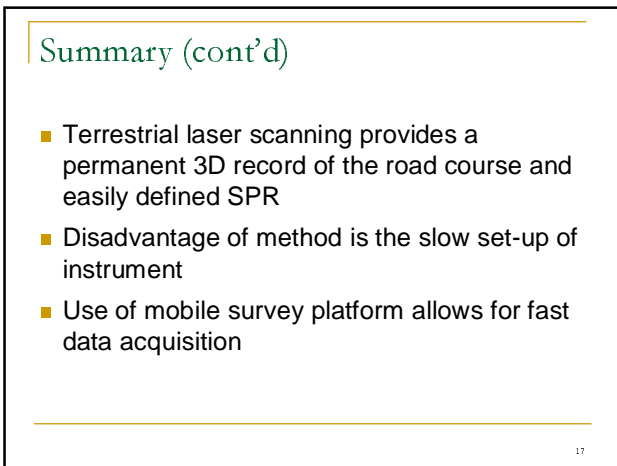 Summary (cont'd)
Terrestrial laser scanning provides a
permanent 3D record of the road course and
easily defined SPR
Disadvantage of method is the slow set-up of
instrument
Use of mobile survey platform allows for fast
data acquisition
17